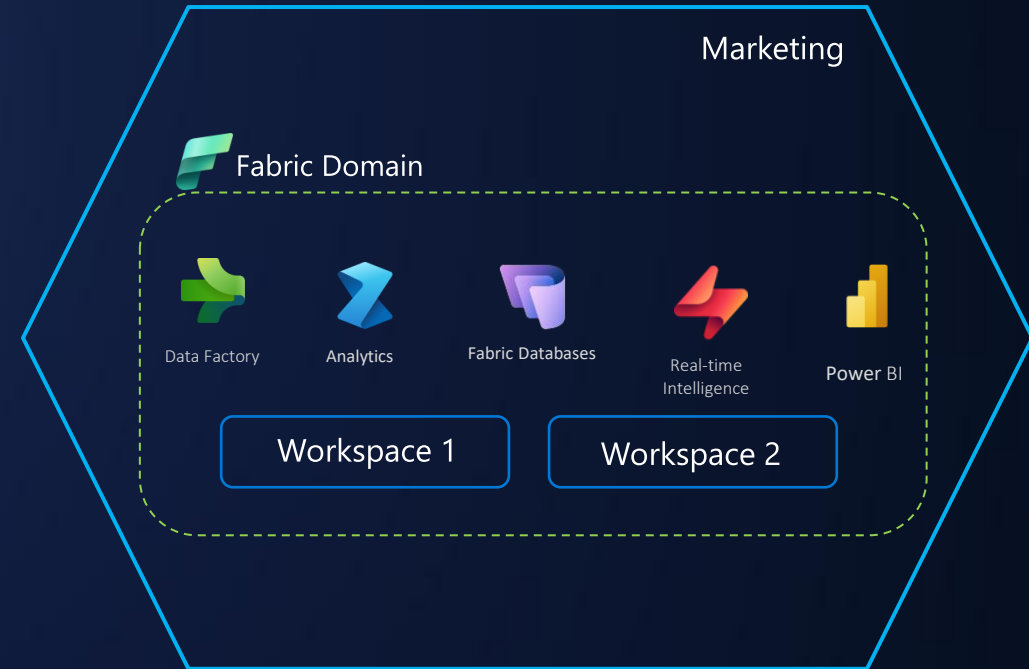 Marketing
Fabric Domain
Data Factory
Analytics
Fabric Databases
Real-time
Intelligence
Power BI
Workspace 1
Workspace 2